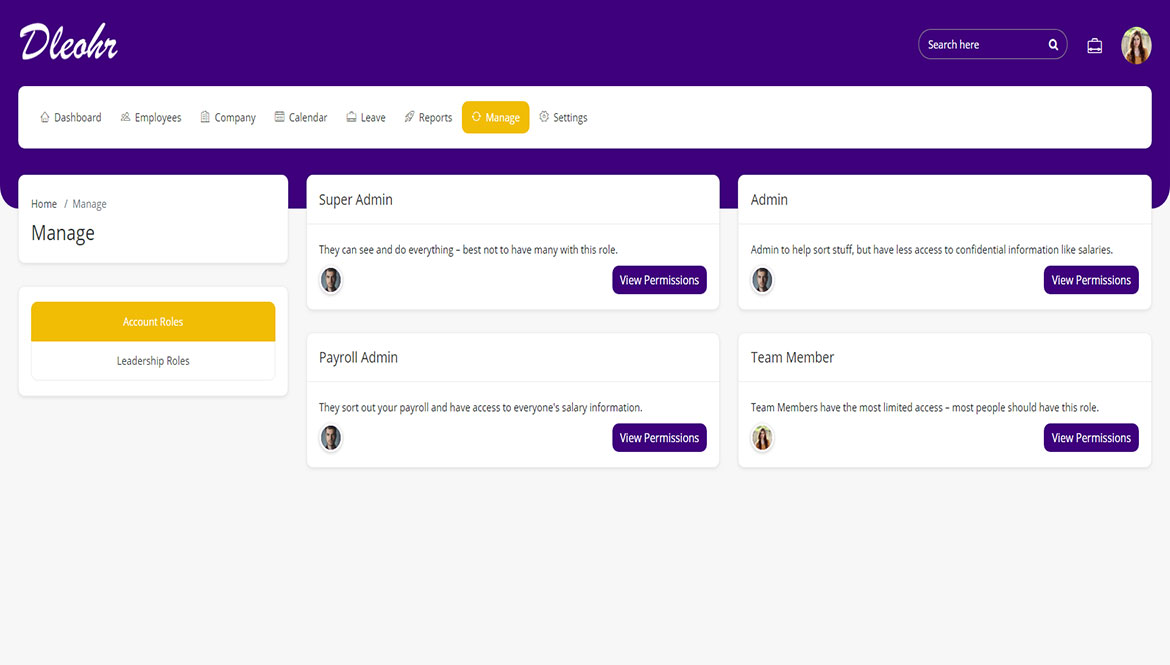 Dleohr
Search here
Dashboard Employees Company Calendar Leave Reports Manage Settings
Home / Manage
Manage
Account Roles
Leadership Roles
Super Admin
They can see and do everything – best not to have many with this role.
View Permissions
Admin
Admin to help sort stuff, but have less access to confidential information like salaries.
View Permissions
Payroll Admin
They sort out your payroll and have access to everyone's salary information.
View Permissions
Team Member
Team Members have the most limited access – most people should have this role.
View Permissions